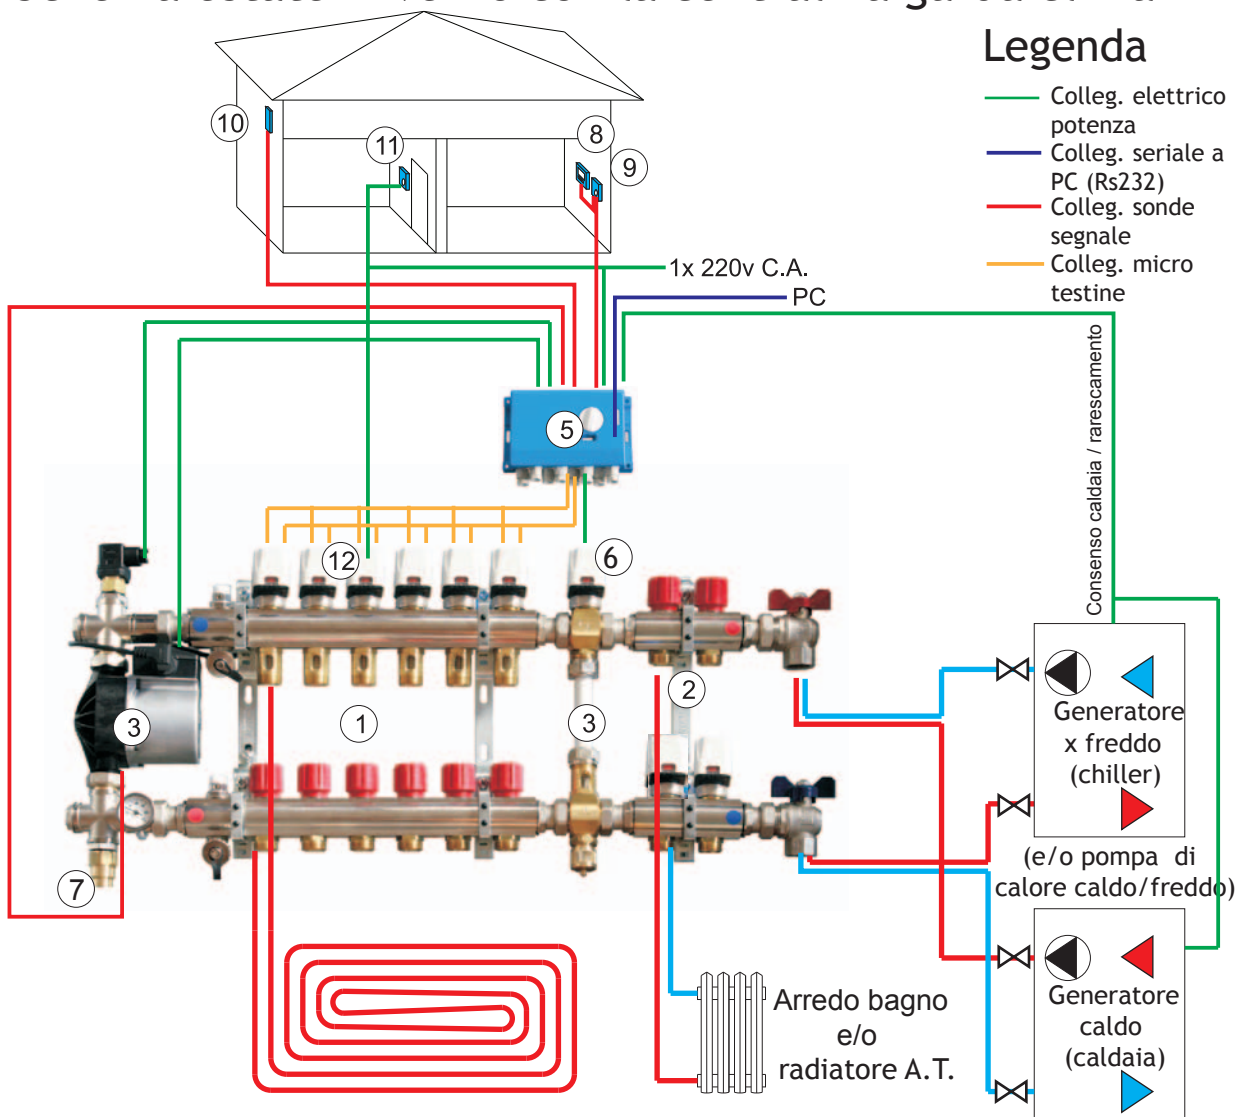 Legenda
Colleg. elettrico
potenza
Colleg. seriale a
PC (Rs232)
Colleg. sonde
segnale
Colleg. micro
testine
10
11
8
9
1x 220v C.A.
PC
5
Consenso caldaia / rarescamento
12
6
3
1
3
2
7
Generatore
x freddo
(chiller)
(e/o pompa di
calore caldo/freddo)
Generatore
caldo
(caldaia)
Arredo bagno
e/o
radiatore A.T.